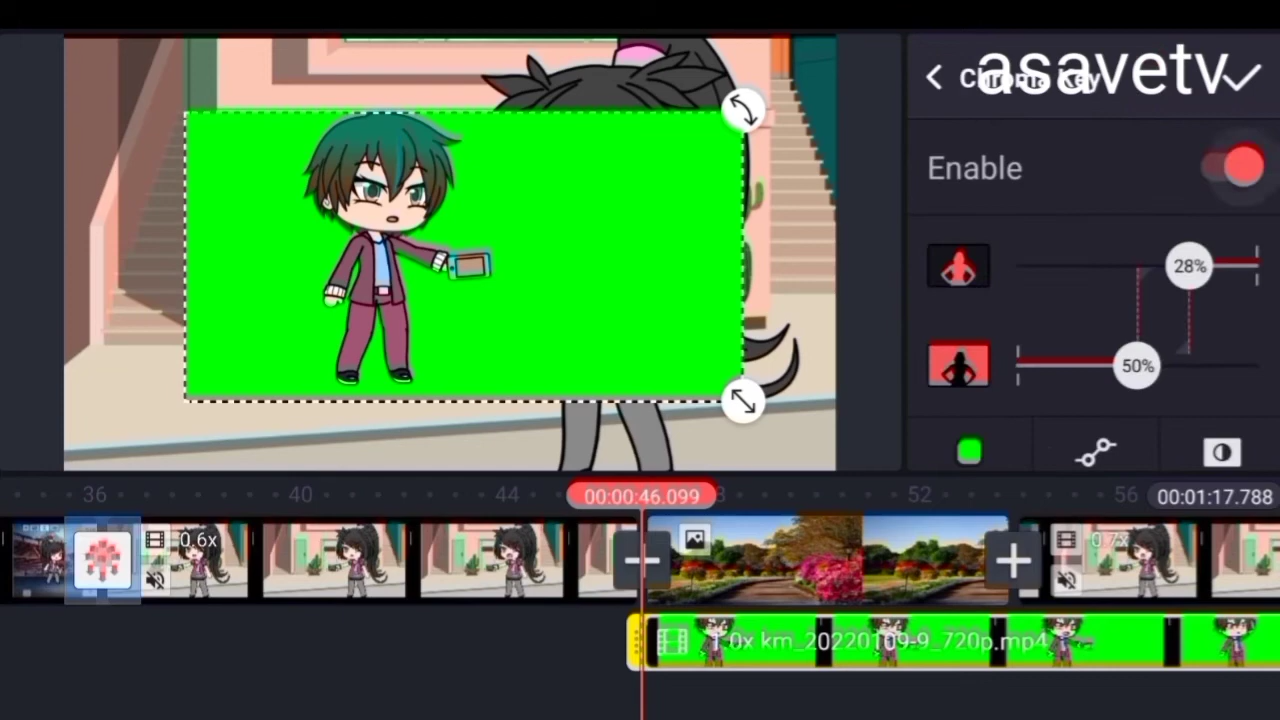 asavetv
Chroma Key
Enable
28%
50%
36 40 44 00:00:46.099 8 52 56 00:01:17.788
0.6x 0.7x
1.0x km_20220109-9_720p.mp4